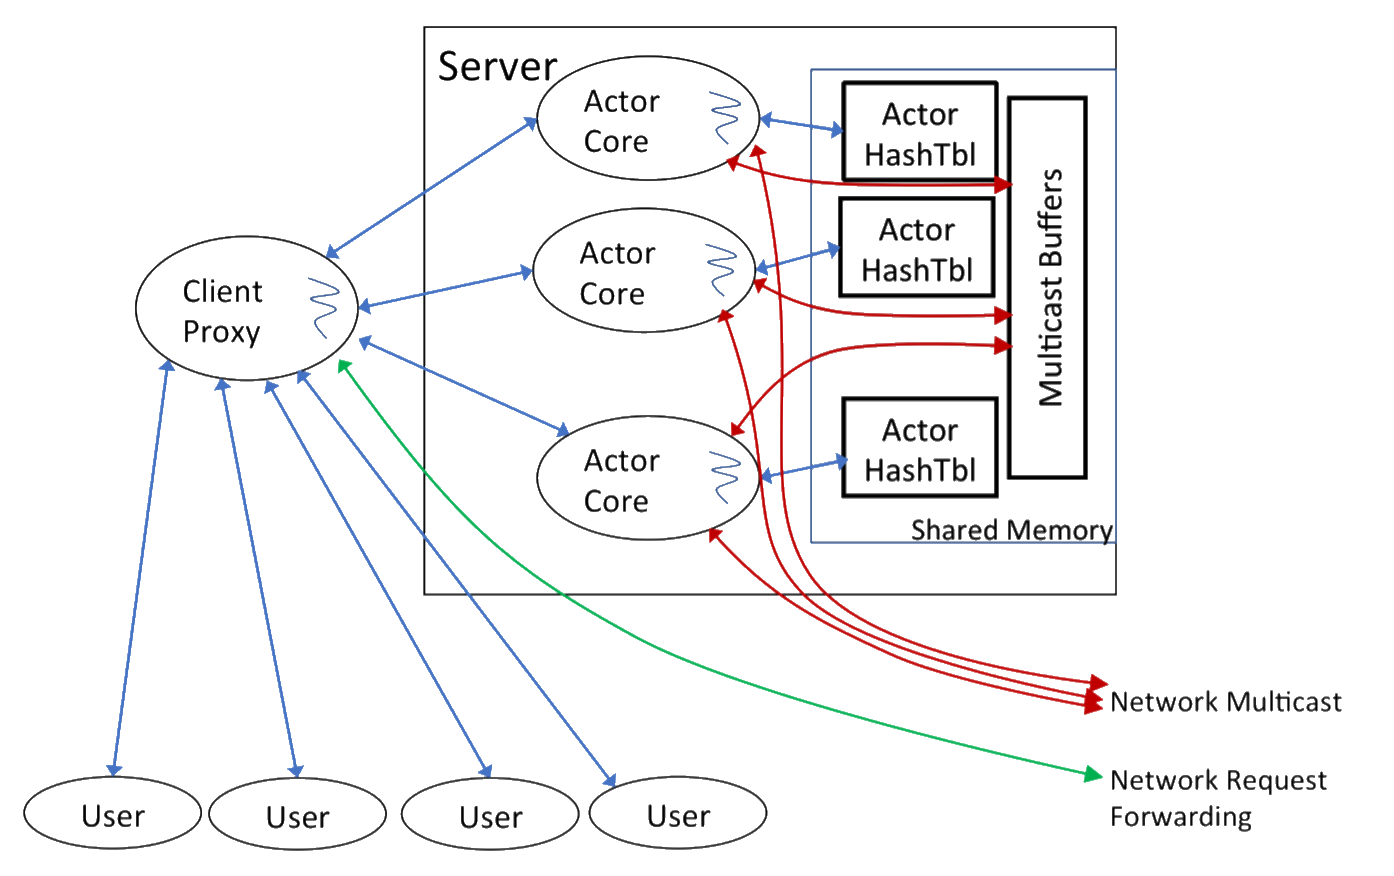 Server
Actor
Core
Actor
HashTbl
Multicast Buffers
Actor
Core
Actor
HashTbl
Client
Proxy
Actor
Core
Actor
HashTbl
Shared Memory
Network Multicast
Network Request
Forwarding
User
User
User
User